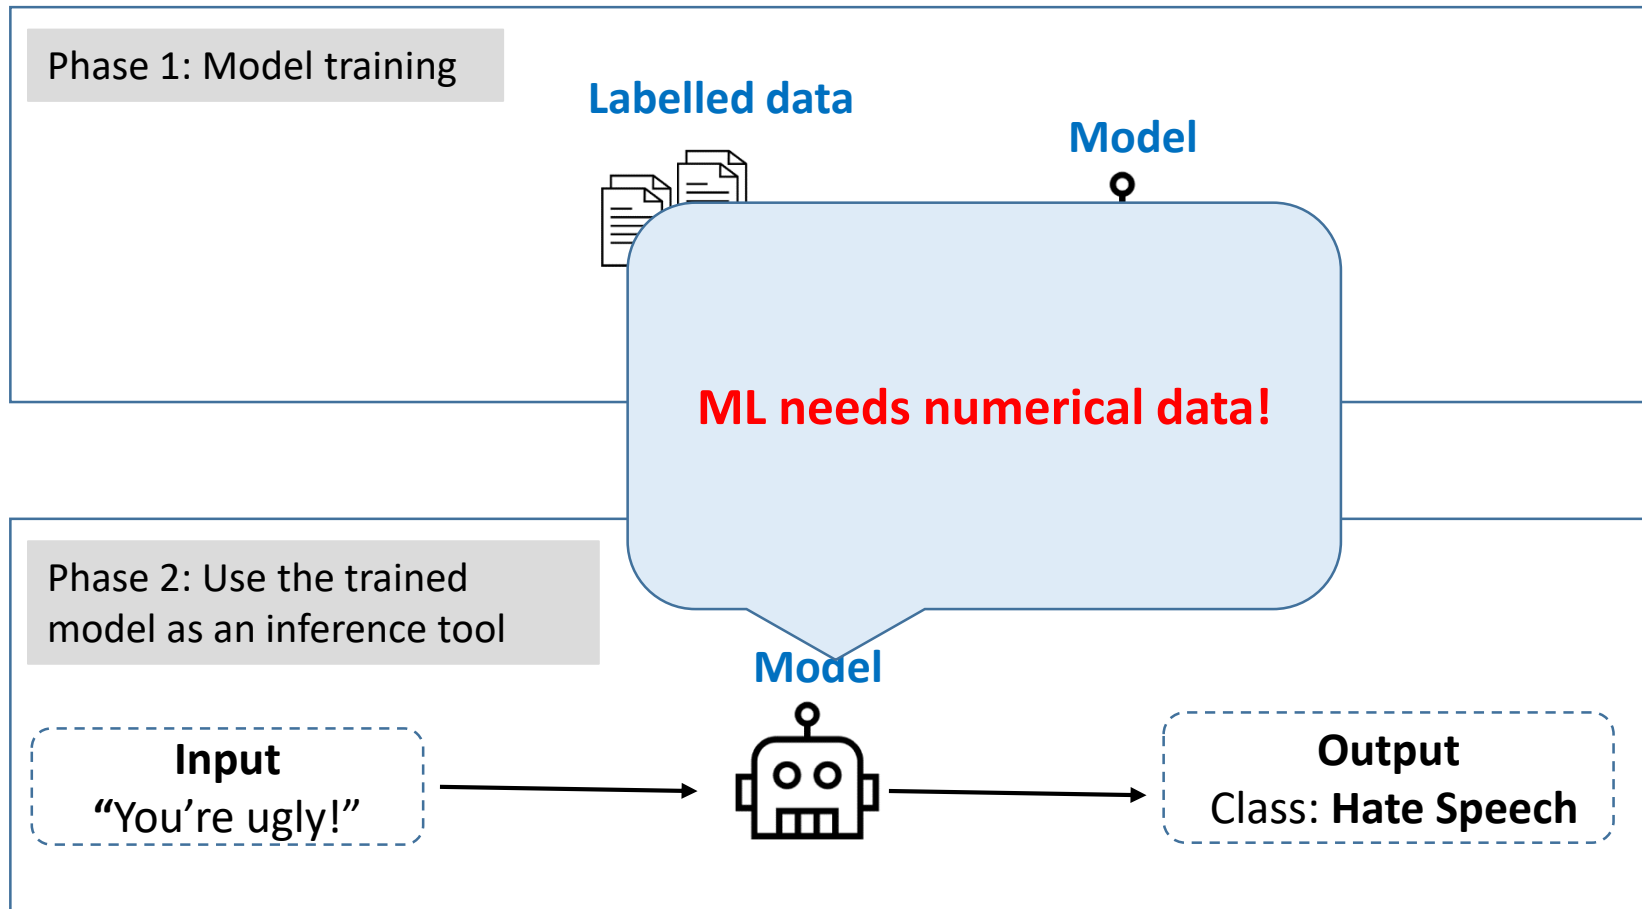 Phase 1: Model training
Labelled data
Model
ML needs numerical data!
Phase 2: Use the trained
model as an inference tool
Model
Input
“You’re ugly!”
Output
Class: Hate Speech